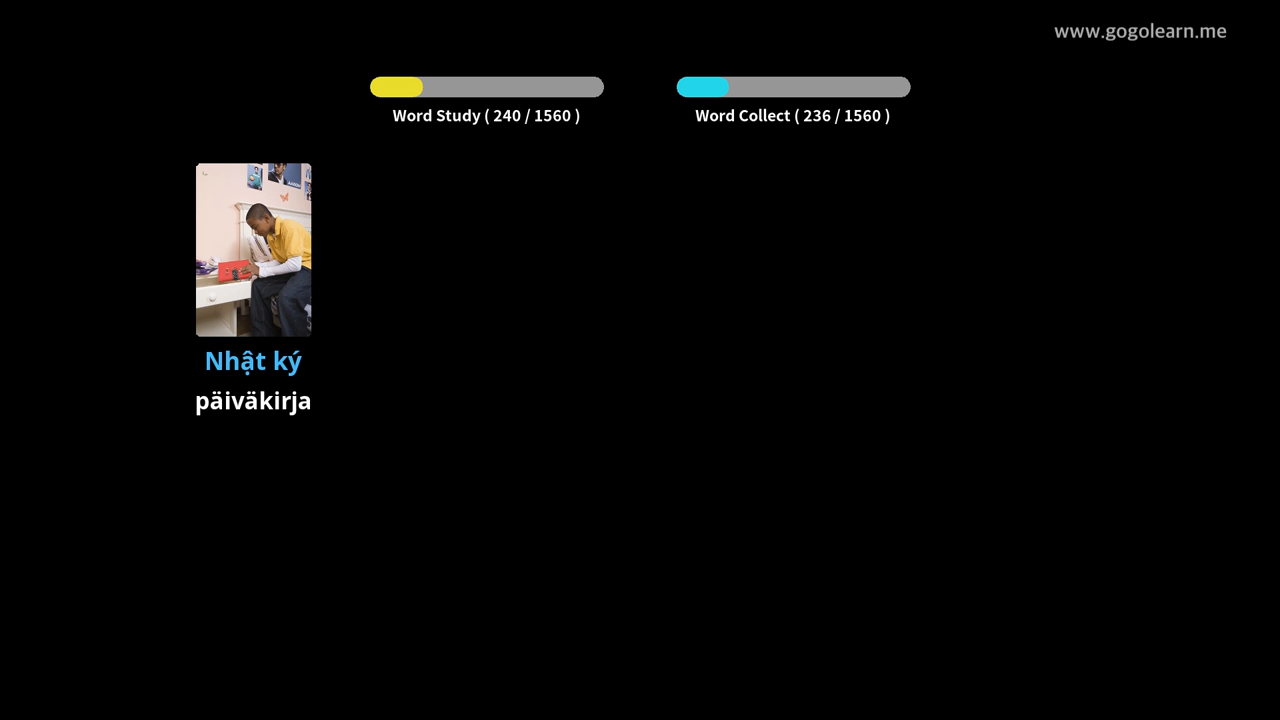 www.gogolearn.me
Word Study ( 240 / 1560 )
Word Collect ( 236 / 1560 )
Nhật ký
päiväkirja